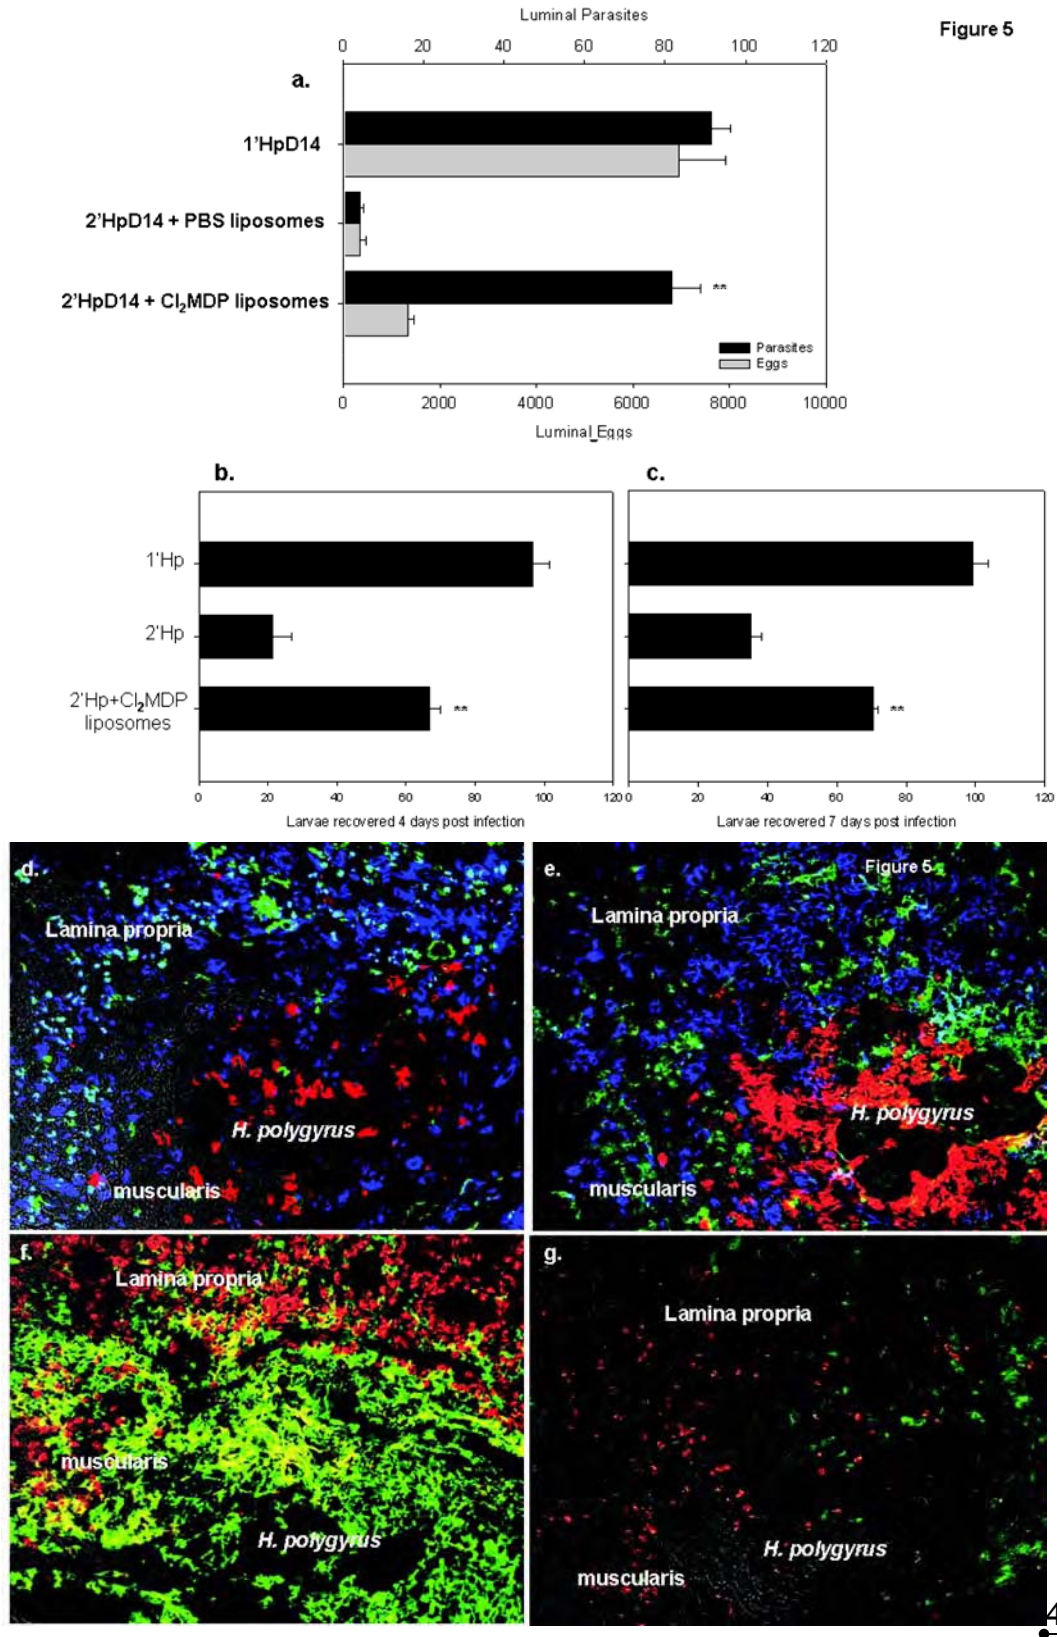 Luminal Parasites
Figure 5
0 20 40 60 80 100 120
a.
1'HpD14
2'HpD14 + PBS liposomes
2'HpD14 + Cl₂MDP liposomes
**
Parasites
Eggs
0 2000 4000 6000 8000 10000
Luminal Eggs
b.
c.
1'Hp
2'Hp
2'Hp+Cl₂MDP
liposomes
**
**
0 20 40 60 80 100 120
0 20 40 60 80 100 120
Larvae recovered 4 days post infection
Larvae recovered 7 days post infection
d.
Lamina propria
H. polygyrus
muscularis
e.
Figure 5
Lamina propria
H. polygyrus
muscularis
f.
Lamina propria
muscularis
H. polygyrus
g.
Lamina propria
H. polygyrus
muscularis
4